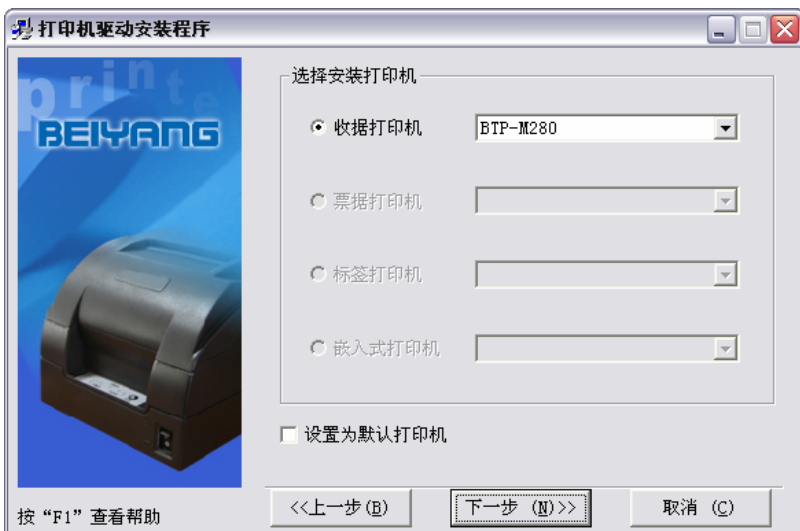 打印机驱动安装程序
printe
BEIYANG
选择安装打印机
收据打印机 BTP-M280
票据打印机
标签打印机
嵌入式打印机
设置为默认打印机
按“F1”查看帮助
<<上一步(B) 下一步 (N)>> 取消 (C)